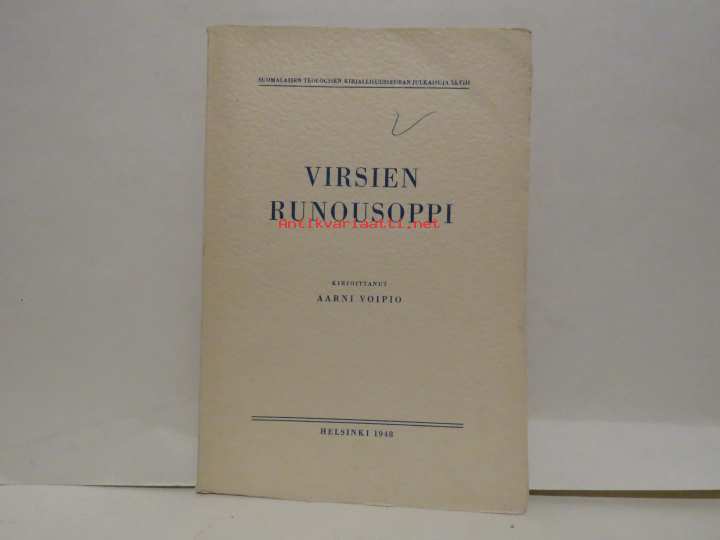 SUOMALAISEN TEOLOGISEN KIRJALLISUUSSEURAN JULKAISUJA XLVIII
VIRSIEN
RUNOUSOPPI
Antikvariaatti.net
KIRJOITTANUT
AARNI VOIPIO
HELSINKI 1948